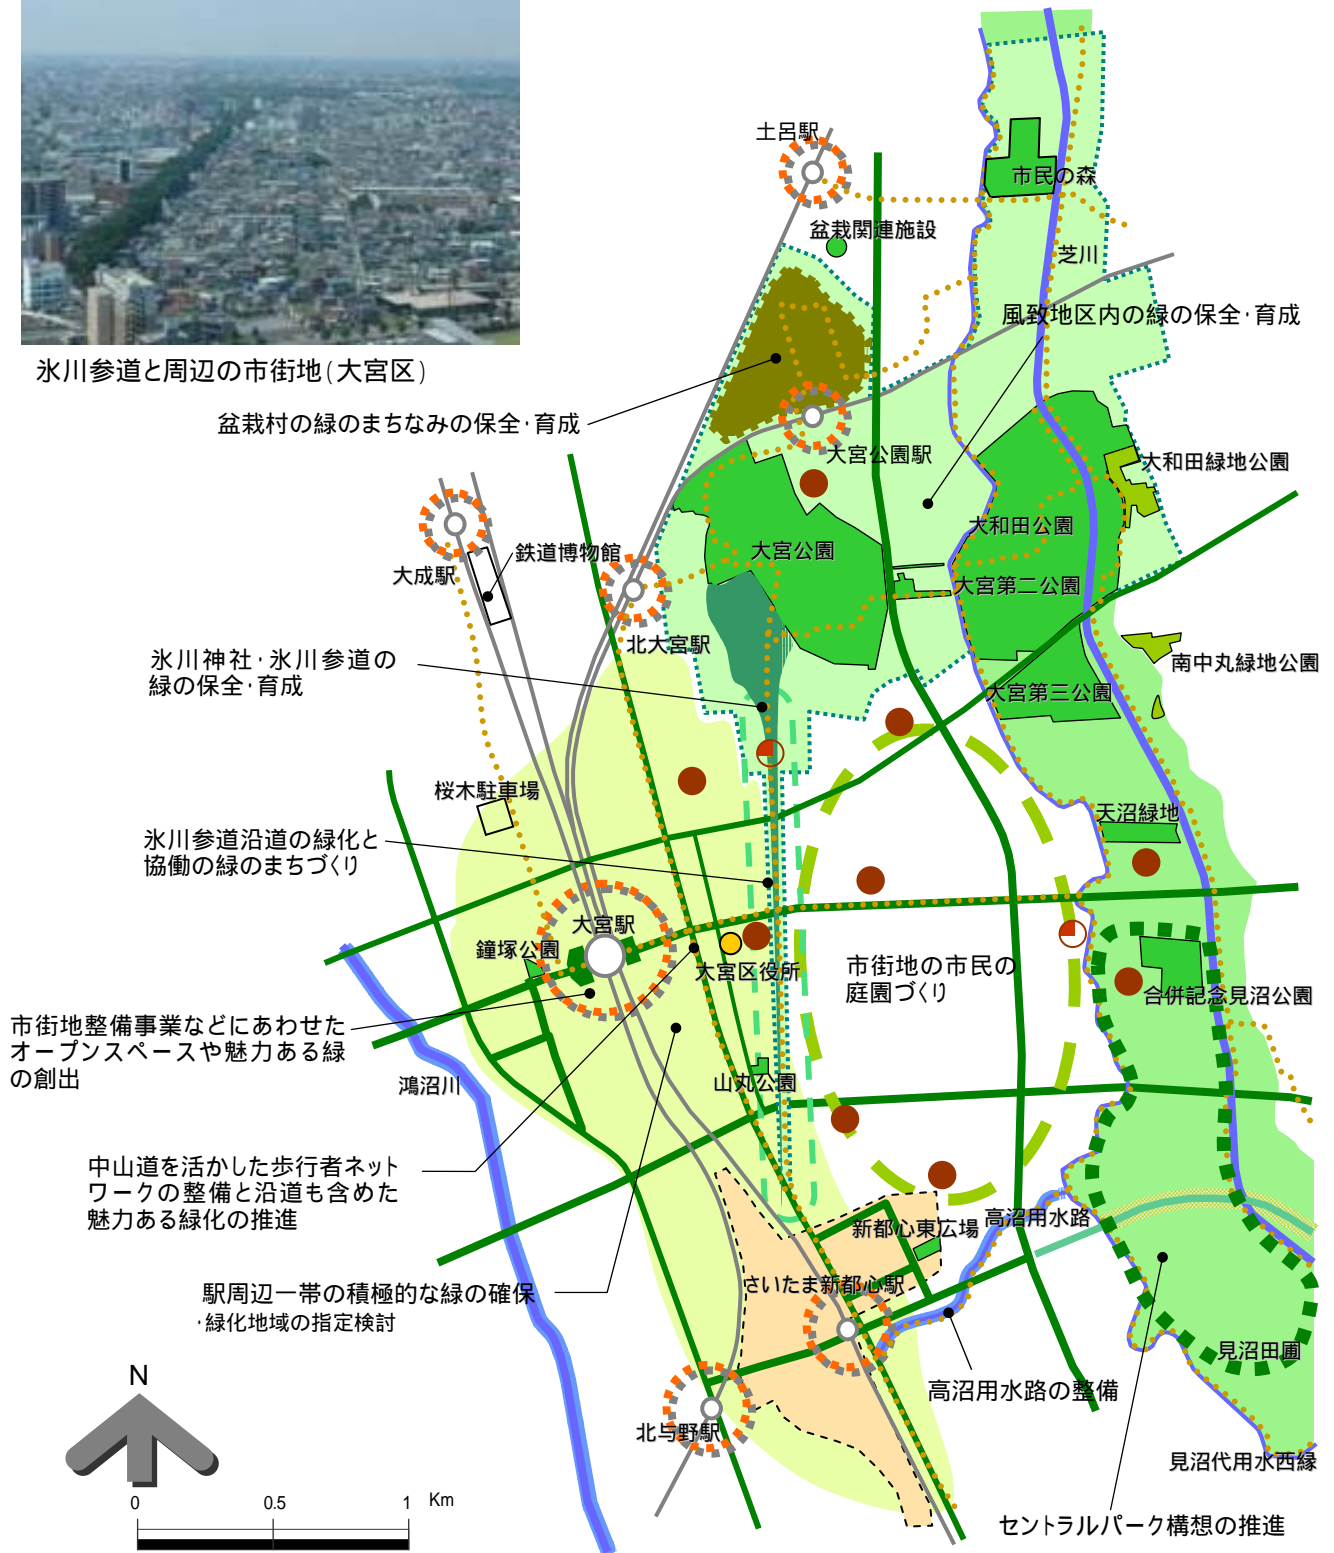 氷川参道と周辺の市街地(大宮区)
土呂駅
市民の森
盆栽関連施設
芝川
風致地区内の緑の保全・育成
盆栽村の緑のまちなみの保全・育成
大宮公園駅
大和田緑地公園
大和田公園
鉄道博物館
大宮公園
大成駅
大宮第二公園
北大宮駅
氷川神社・氷川参道の
緑の保全・育成
南中丸緑地公園
大宮第三公園
桜木駐車場
天沼緑地
氷川参道沿道の緑化と
協働の緑のまちづくり
大宮駅
鐘塚公園
大宮区役所
市街地の市民の
庭園づくり
合併記念見沼公園
市街地整備事業などにあわせた
オープンスペースや魅力ある緑
の創出
鴻沼川
山丸公園
中山道を活かした歩行者ネット
ワークの整備と沿道も含めた
魅力ある緑化の推進
新都心東広場
高沼用水路
さいたま新都心駅
駅周辺一帯の積極的な緑の確保
・緑化地域の指定検討
見沼田圃
高沼用水路の整備
北与野駅
見沼代用水西縁
セントラルパーク構想の推進
N
0 0.5 1 Km